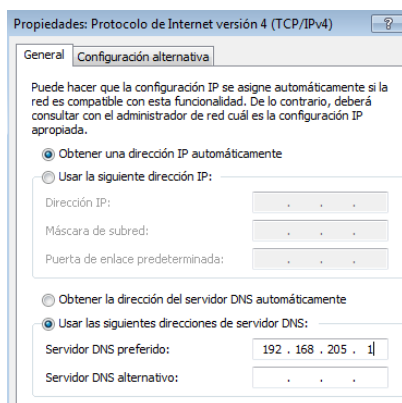 Propiedades: Protocolo de Internet versión 4 (TCP/IPv4)
?
General
Configuración alternativa
Puede hacer que la configuración IP se asigne automáticamente si la
red es compatible con esta funcionalidad. De lo contrario, deberá
consultar con el administrador de red cuál es la configuración IP
apropiada.
Obtener una dirección IP automáticamente
Usar la siguiente dirección IP:
Dirección IP: . . .
Máscara de subred: . . .
Puerta de enlace predeterminada: . . .
Obtener la dirección del servidor DNS automáticamente
Usar las siguientes direcciones de servidor DNS:
Servidor DNS preferido: 192 . 168 . 205 . 1
Servidor DNS alternativo: . . .